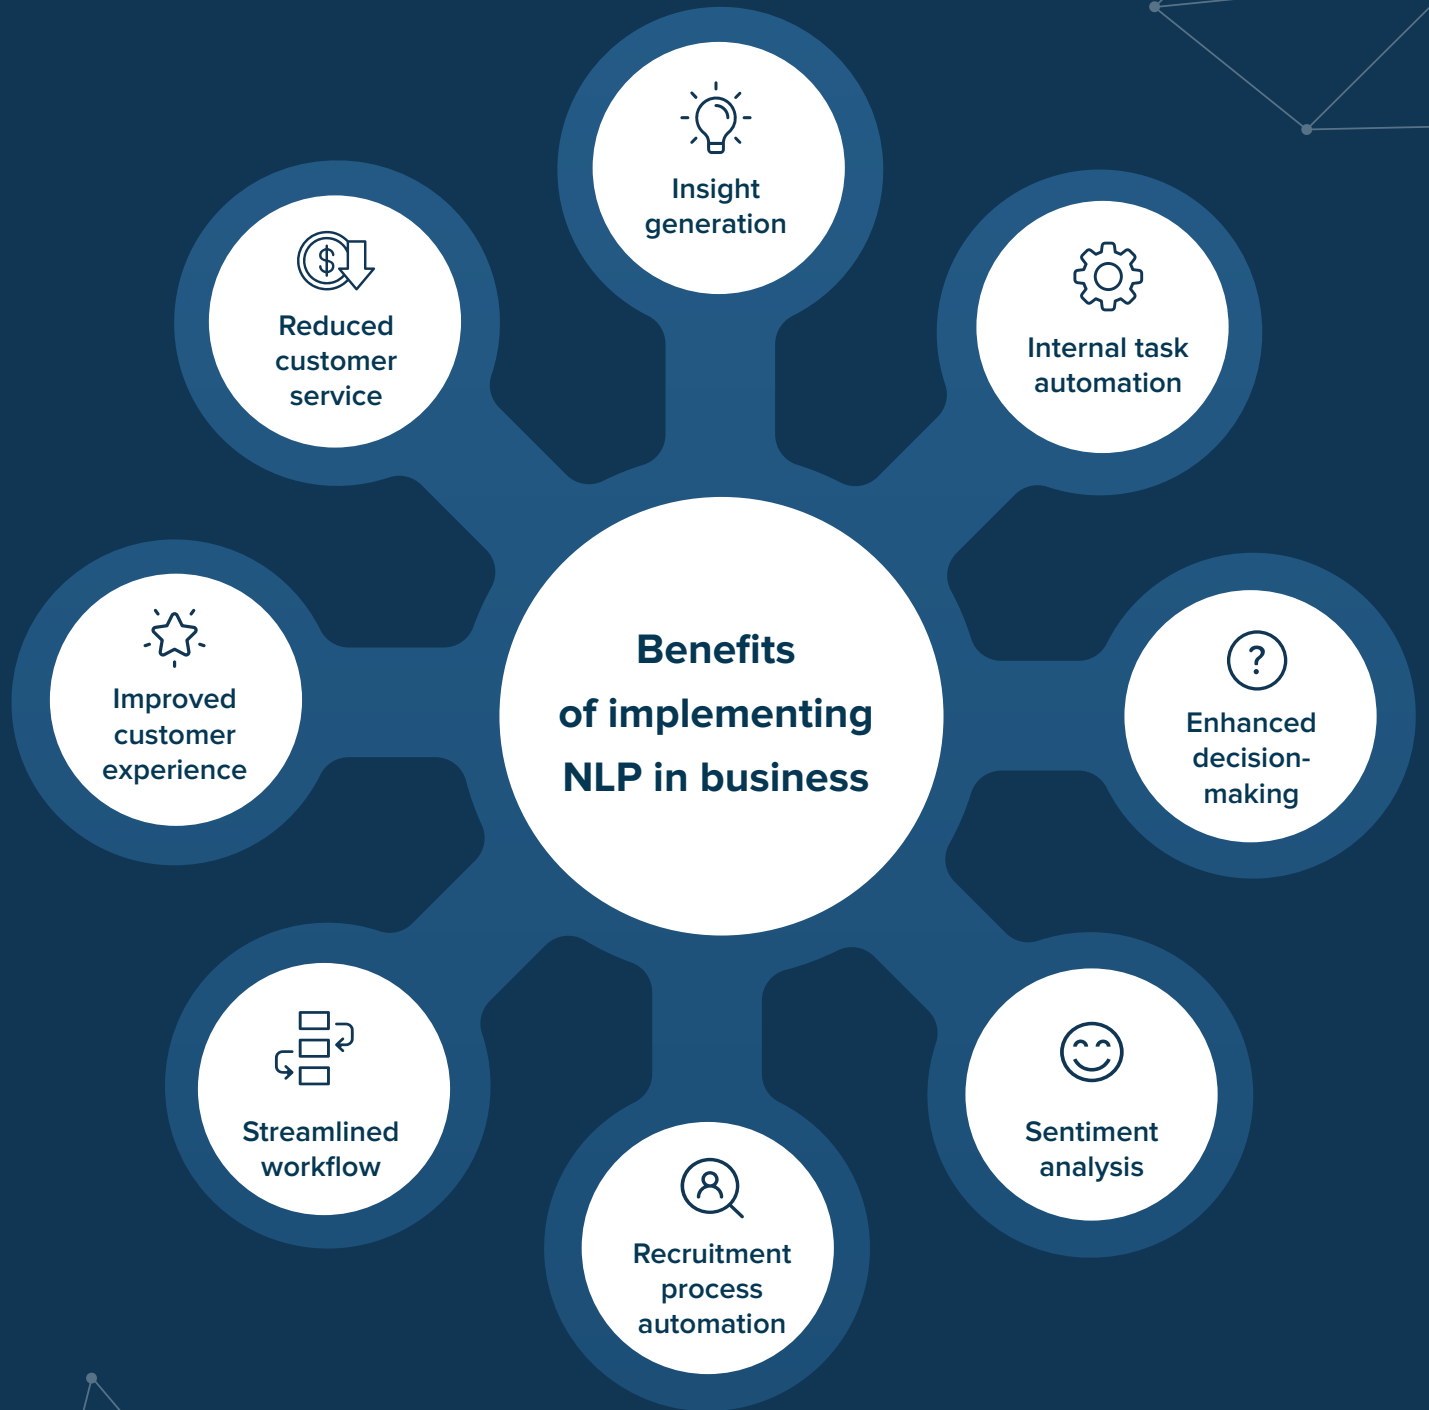 Insight
generation
Reduced
customer
service
Internal task
automation
Benefits
of implementing
NLP in business
Improved
customer
experience
Enhanced
decision-
making
Streamlined
workflow
Sentiment
analysis
Recruitment
process
automation